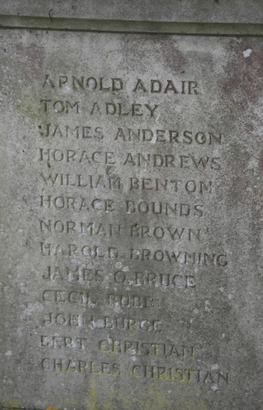 ARNOLD ADAIR
TOM ADLEY
JAMES ANDERSON
HORACE ANDREWS
WILLIAM BENTOM
HORACE BOUNDS
NORMAN BROWN
HAROLD BROWNING
JAMES O. BRUCE
CECIL
JOHN BURGE
BERT CHRISTIAN
CHARLES CHRISTIAN